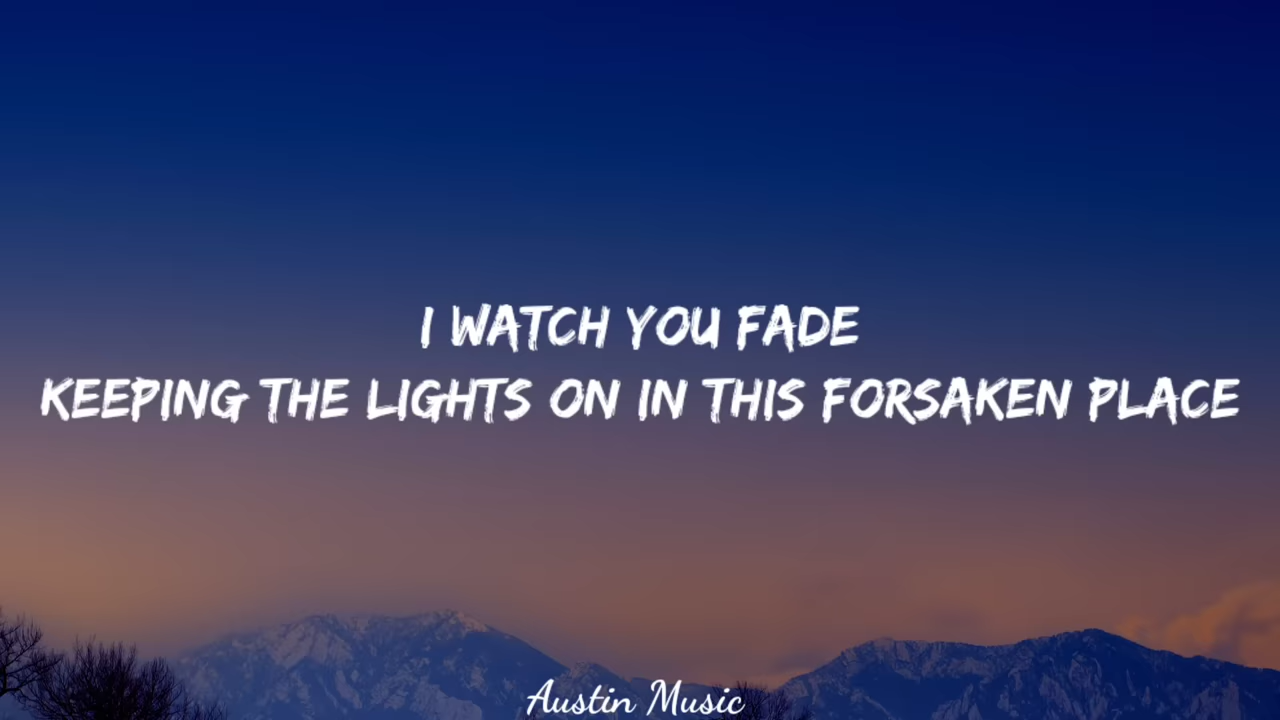 I WATCH YOU FADE
KEEPING THE LIGHTS ON IN THIS FORSAKEN PLACE
Austin Music